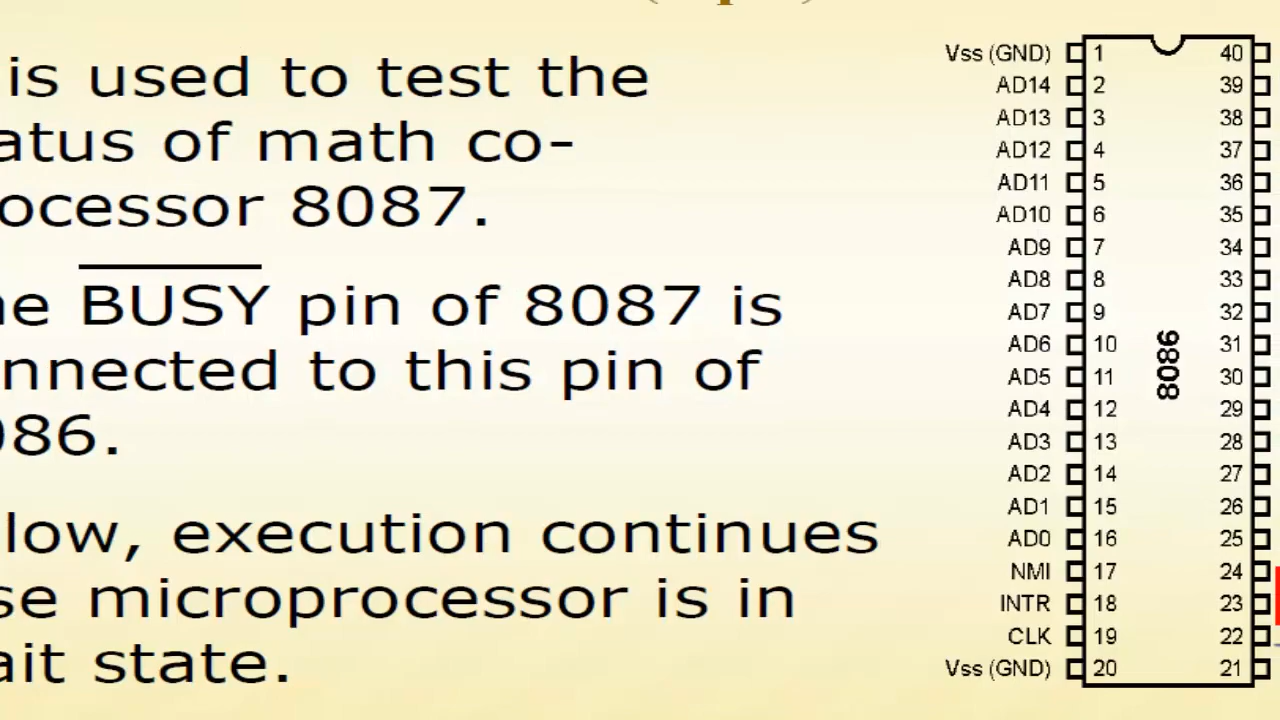 is used to test the
atus of math co-
ocessor 8087.
BUSY pin of 8087 is
nnected to this pin of
086.
low, execution continues
se microprocessor is in
ait state.
Vss (GND) 1 40
AD14 2 39
AD13 3 38
AD12 4 37
AD11 5 36
AD10 6 35
AD9 7 34
AD8 8 33
AD7 9 32
AD6 10 31
AD5 11 30
AD4 12 29
AD3 13 28
AD2 14 27
AD1 15 26
AD0 16 25
NMI 17 24
INTR 18 23
CLK 19 22
Vss (GND) 20 21
8086